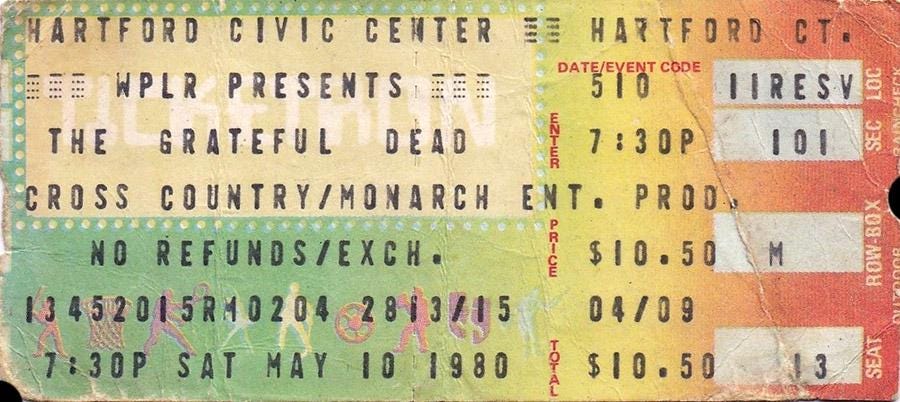 HARTFORD CIVIC CENTER HARTFORD CT.
DATE/EVENT CODE
WPLR PRESENTS 510 11RESV LOC
TICKETRON
THE GRATEFUL DEAD ENTER 7:30P 101 SEC
CROSS COUNTRY/MONARCH ENT. PROD.
NO REFUNDS/EXCH. PRICE $10.50 M ROW-BOX
13452015RM0204 2813/15 04/09
7:30P SAT MAY 10 1980 TOTAL $10.50 13 SEAT